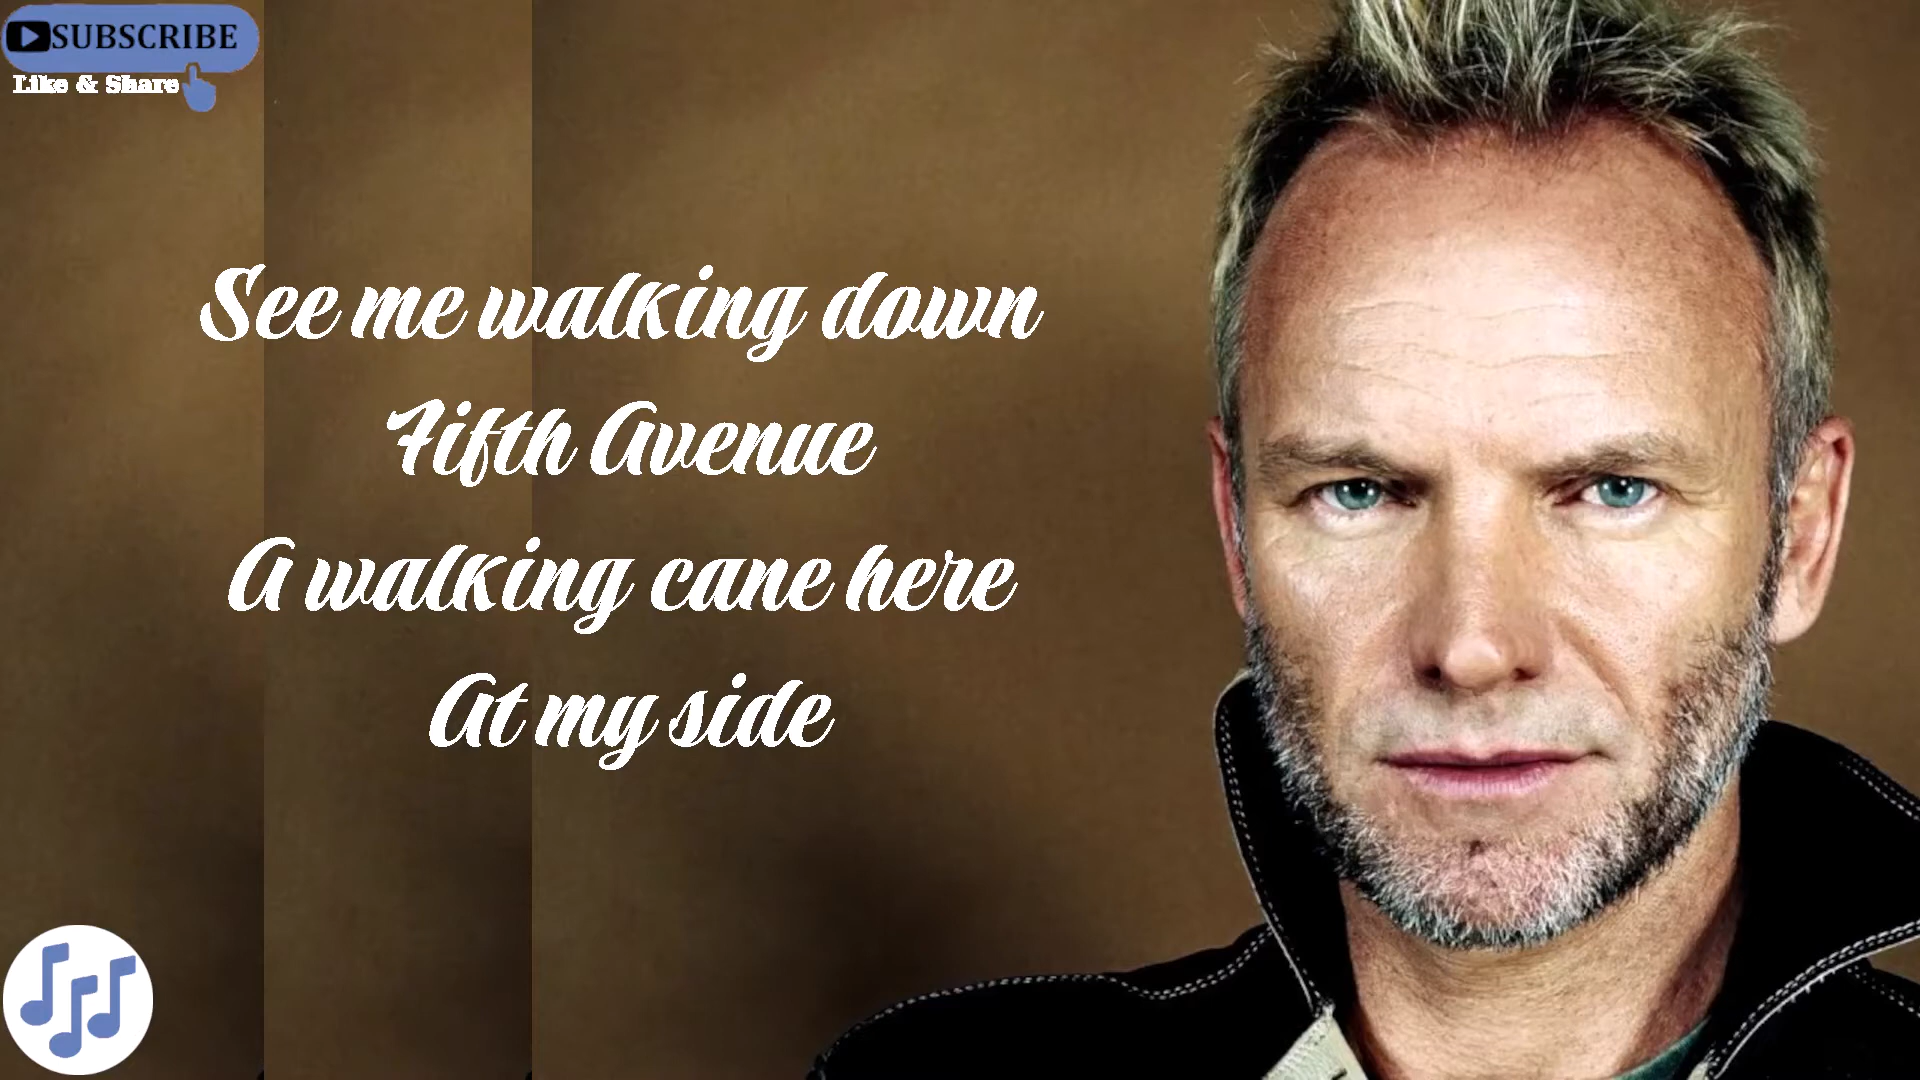 SUBSCRIBE
Like & Share
See me walking down
Fifth Avenue
A walking cane here
At my side